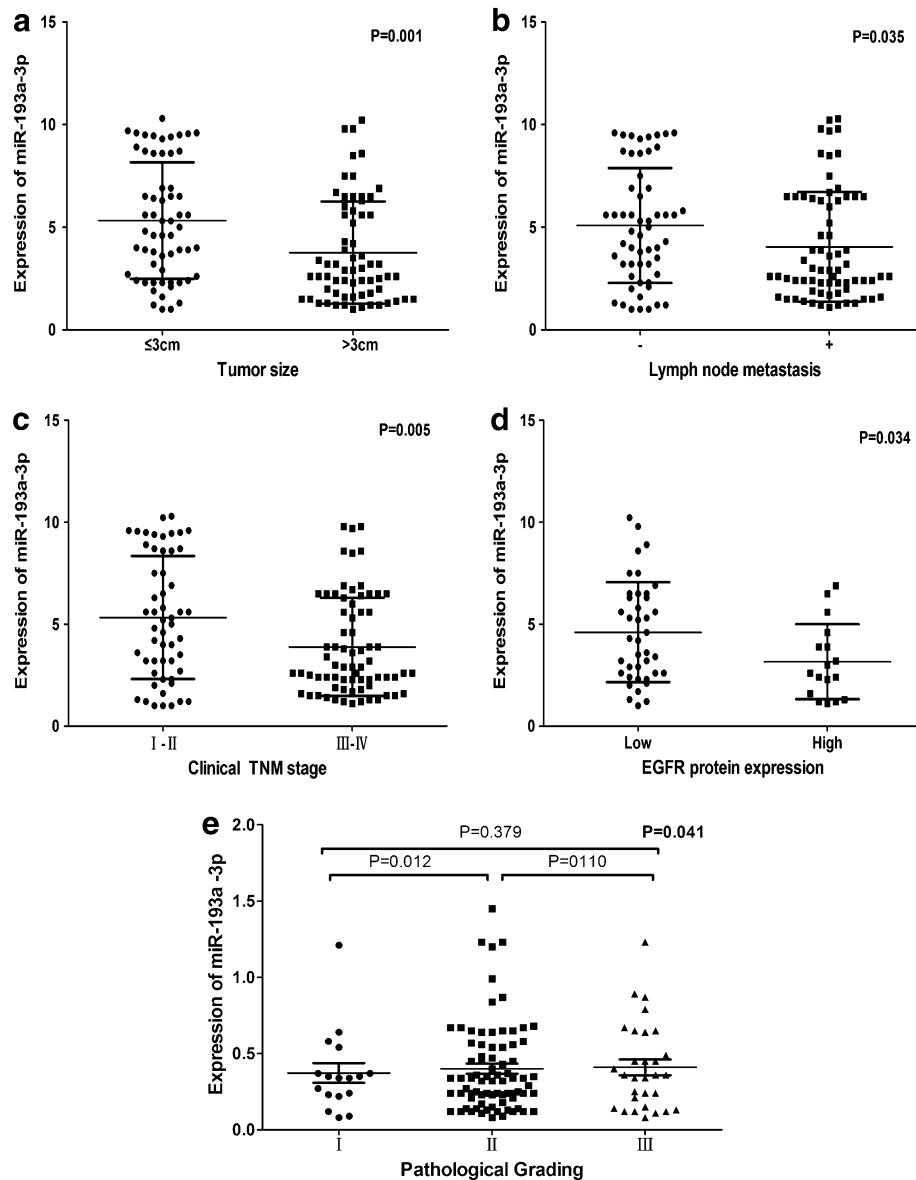 a
15
10
5
0
Expression of miR-193a-3p
P=0.001
≤3cm
>3cm
Tumor size
b
15
10
5
0
Expression of miR-193a-3p
P=0.035
-
+
Lymph node metastasis
c
15
10
5
0
Expression of miR-193a-3p
P=0.005
Ⅰ-Ⅱ
Ⅲ-Ⅳ
Clinical TNM stage
d
15
10
5
0
Expression of miR-193a-3p
P=0.034
Low
High
EGFR protein expression
e
2.0
1.5
1.0
0.5
0.0
Expression of miR-193a -3p
P=0.379
P=0.041
P=0.012
P=0110
Ⅰ
Ⅱ
Ⅲ
Pathological Grading